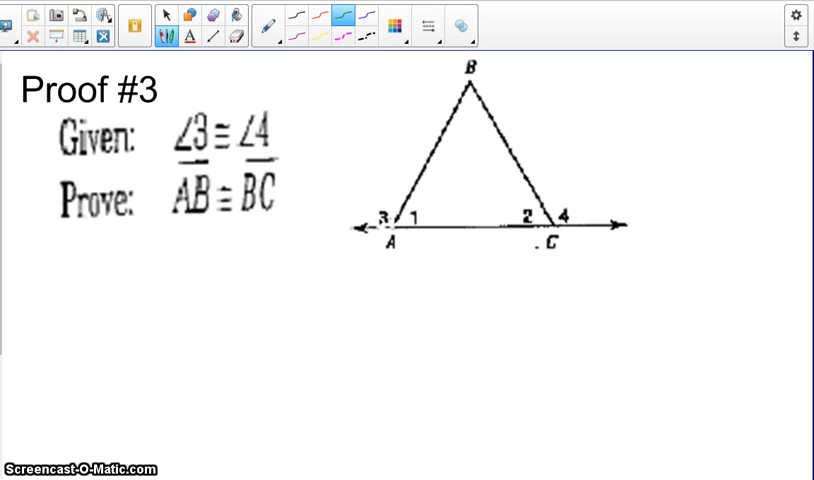 Proof #3
Given: ∠3 ≅ ∠4
Prove: AB ≅ BC
B
3 1 2 4
A C
Screencast-O-Matic.com